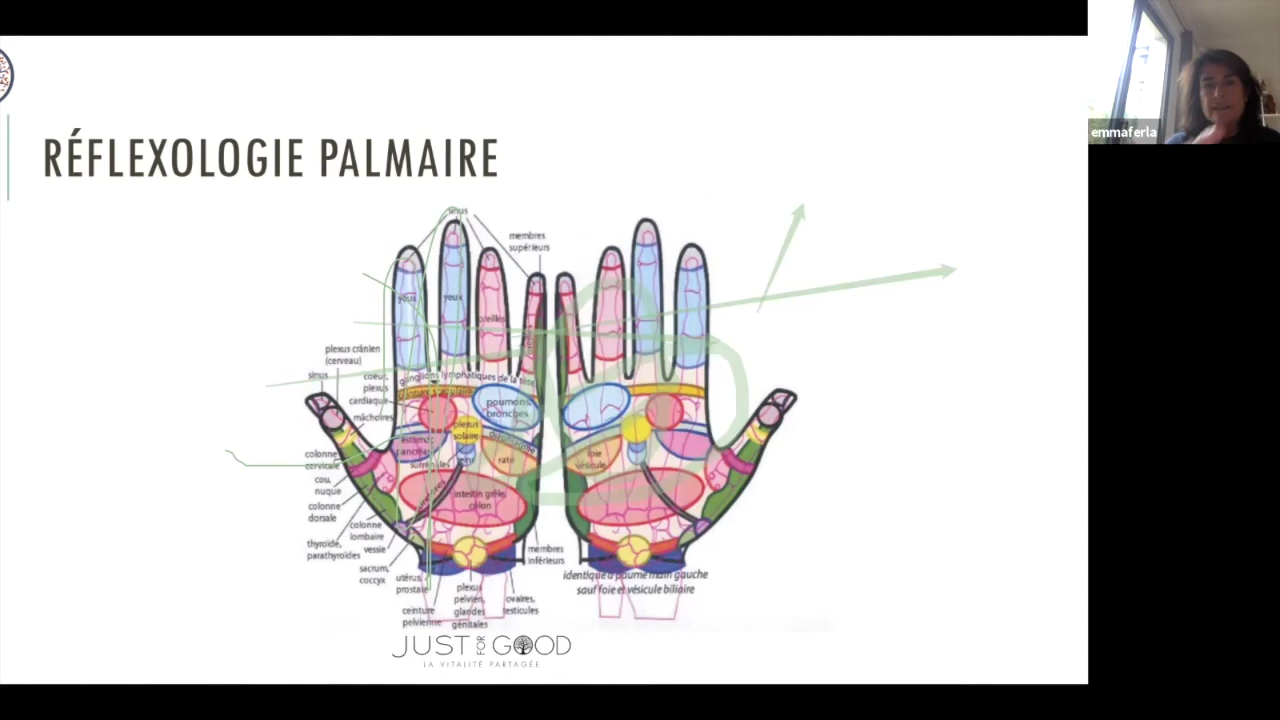 emmaferla
RÉFLEXOLOGIE PALMAIRE
sinus
membres
supérieurs
yeux
yeux
oreilles
plexus crânien
(cerveau)
sinus
coeur,
plexus
cardiaque
mâchoires
ganglions lymphatiques de la tête
poumons,
bronches
plexus
solaire
estomac
pancréas
surrénales
rate
foie
vésicule
colonne
cervicale
cou,
nuque
colonne
dorsale
intestin grêle,
colon
colonne
lombaire
thyroïde,
parathyroïdes
vessie
sacrum,
coccyx
membres
inférieurs
utérus,
prostate
plexus
pelvien,
glandes
génitales
ovaires,
testicules
ceinture
pelvienne
identique à paume main gauche
sauf foie et vésicule biliaire
JUST FOR GOOD
LA VITALITÉ PARTAGÉE